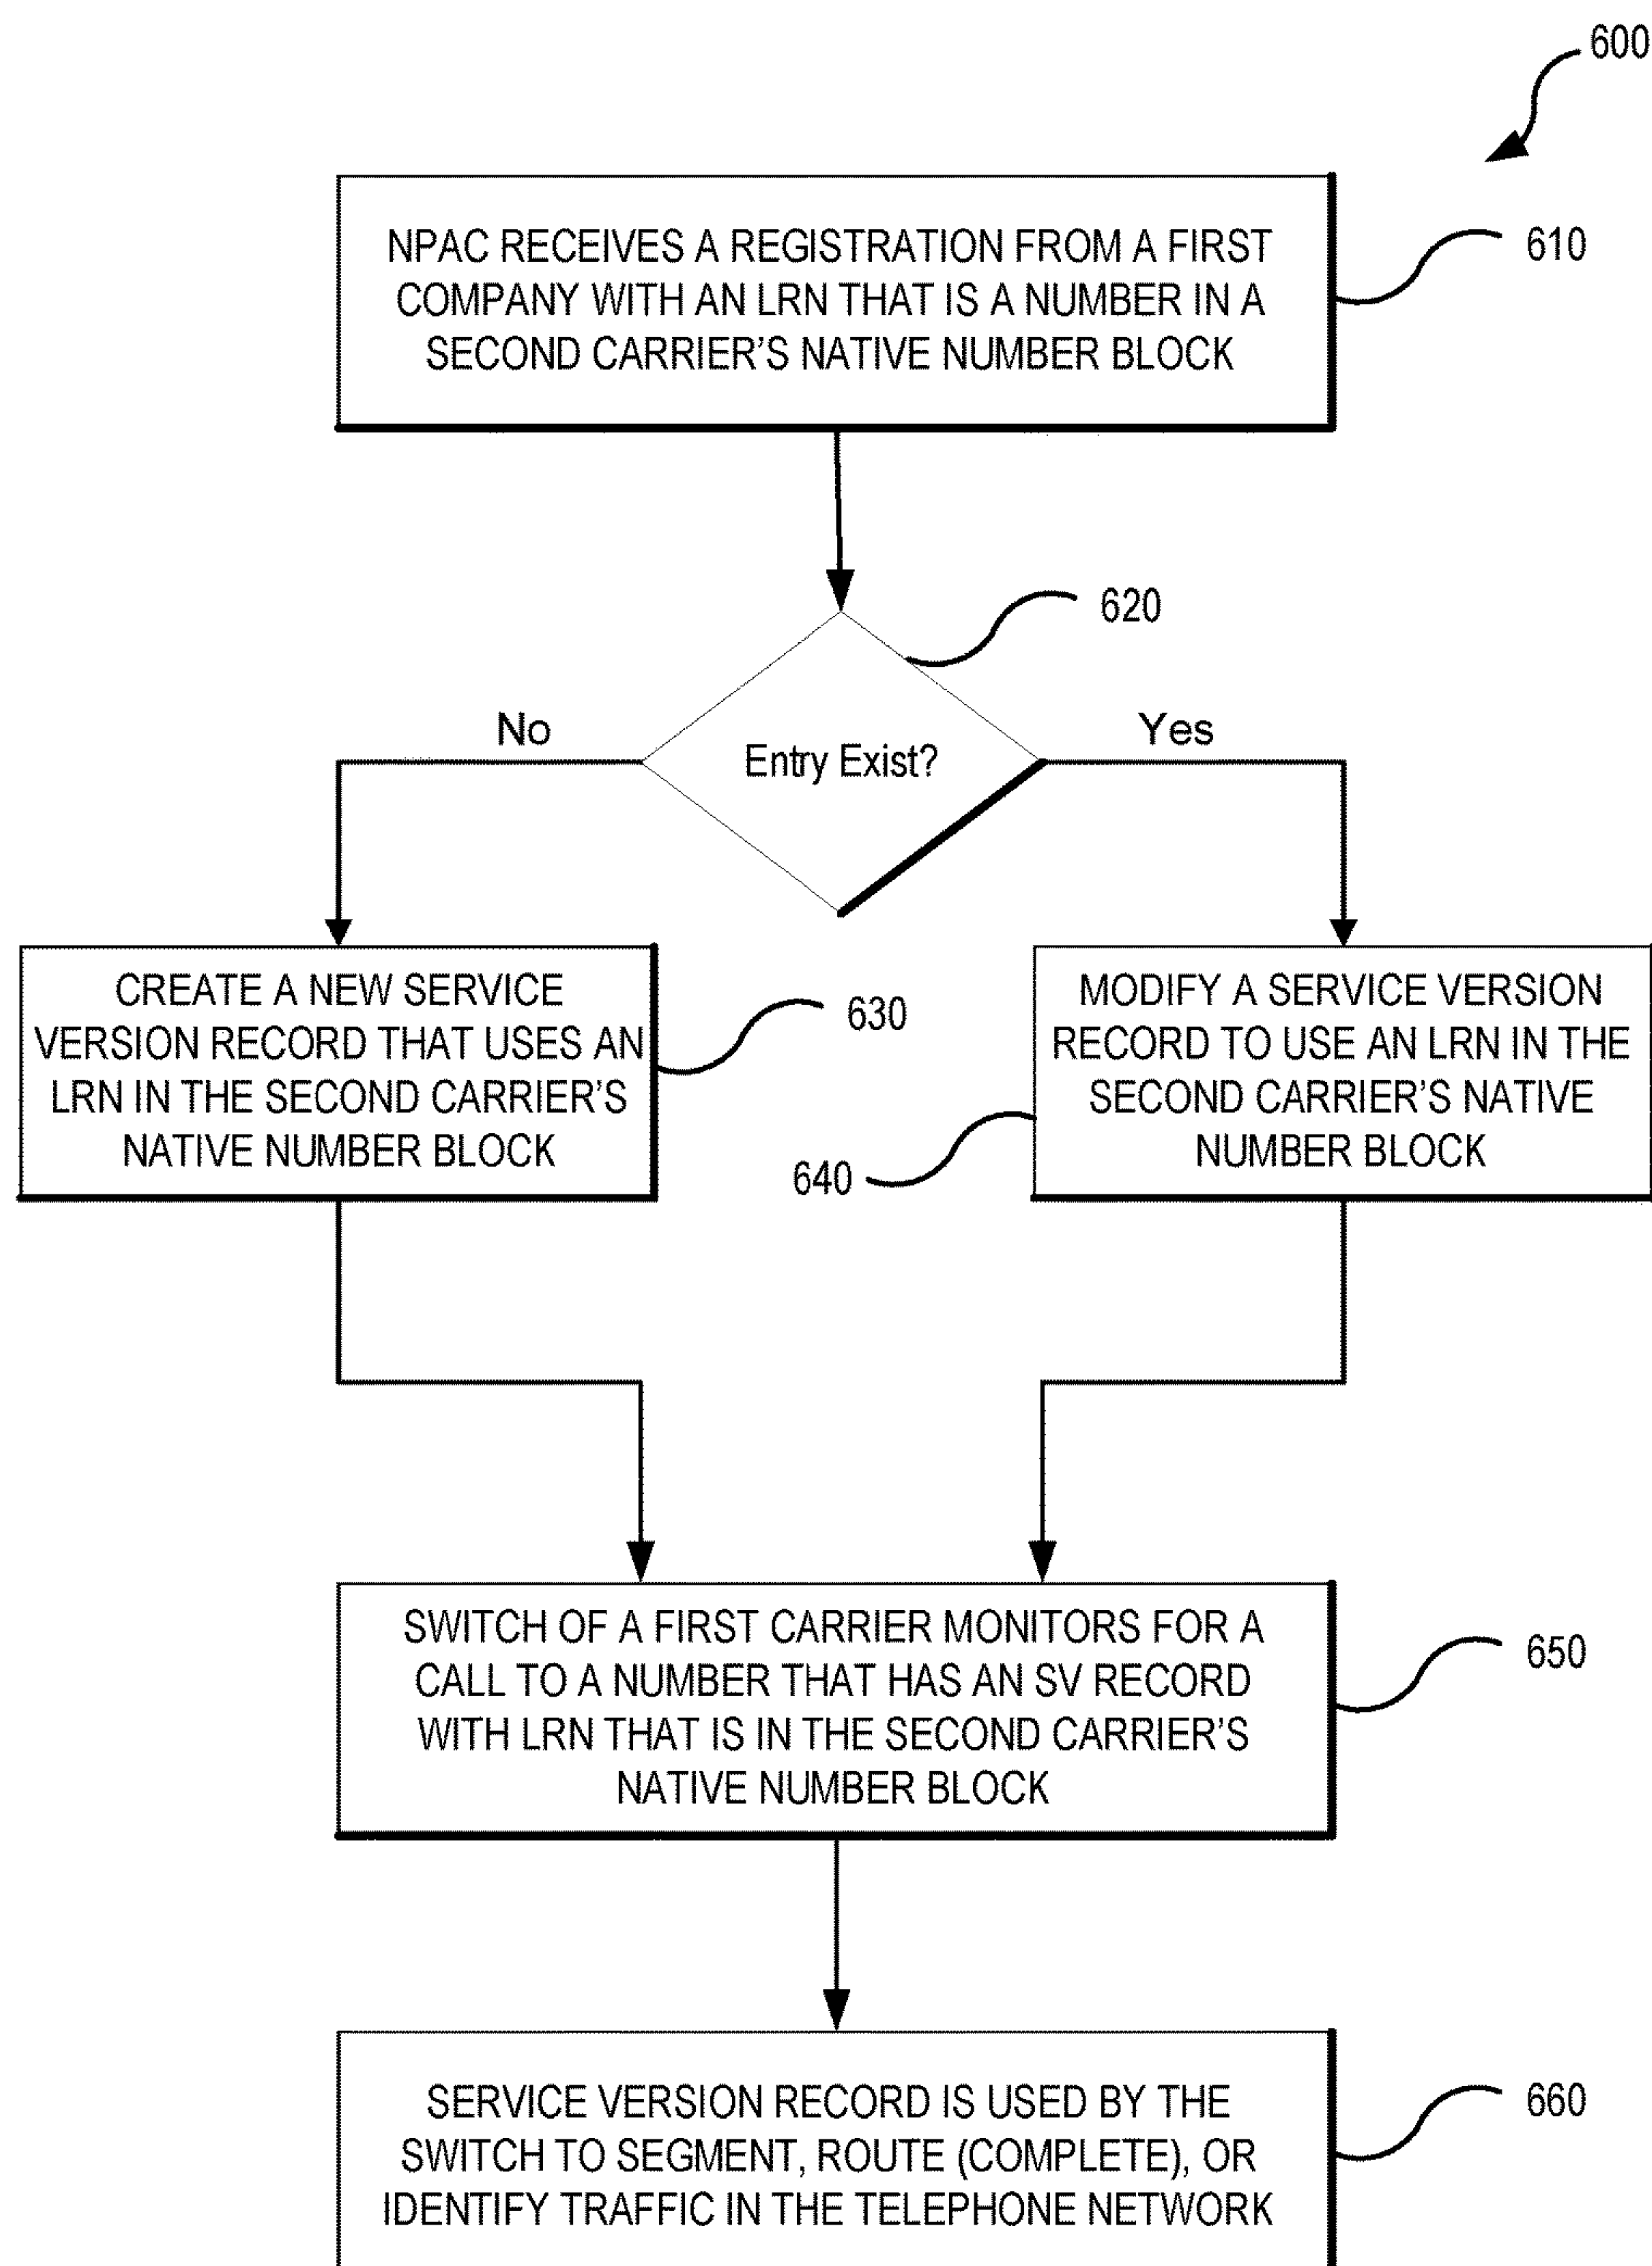 600
NPAC RECEIVES A REGISTRATION FROM A FIRST
COMPANY WITH AN LRN THAT IS A NUMBER IN A
SECOND CARRIER'S NATIVE NUMBER BLOCK
610
620
No
Entry Exist?
Yes
CREATE A NEW SERVICE
VERSION RECORD THAT USES AN
LRN IN THE SECOND CARRIER'S
NATIVE NUMBER BLOCK
630
MODIFY A SERVICE VERSION
RECORD TO USE AN LRN IN THE
SECOND CARRIER'S NATIVE
NUMBER BLOCK
640
SWITCH OF A FIRST CARRIER MONITORS FOR A
CALL TO A NUMBER THAT HAS AN SV RECORD
WITH LRN THAT IS IN THE SECOND CARRIER'S
NATIVE NUMBER BLOCK
650
SERVICE VERSION RECORD IS USED BY THE
SWITCH TO SEGMENT, ROUTE (COMPLETE), OR
IDENTIFY TRAFFIC IN THE TELEPHONE NETWORK
660